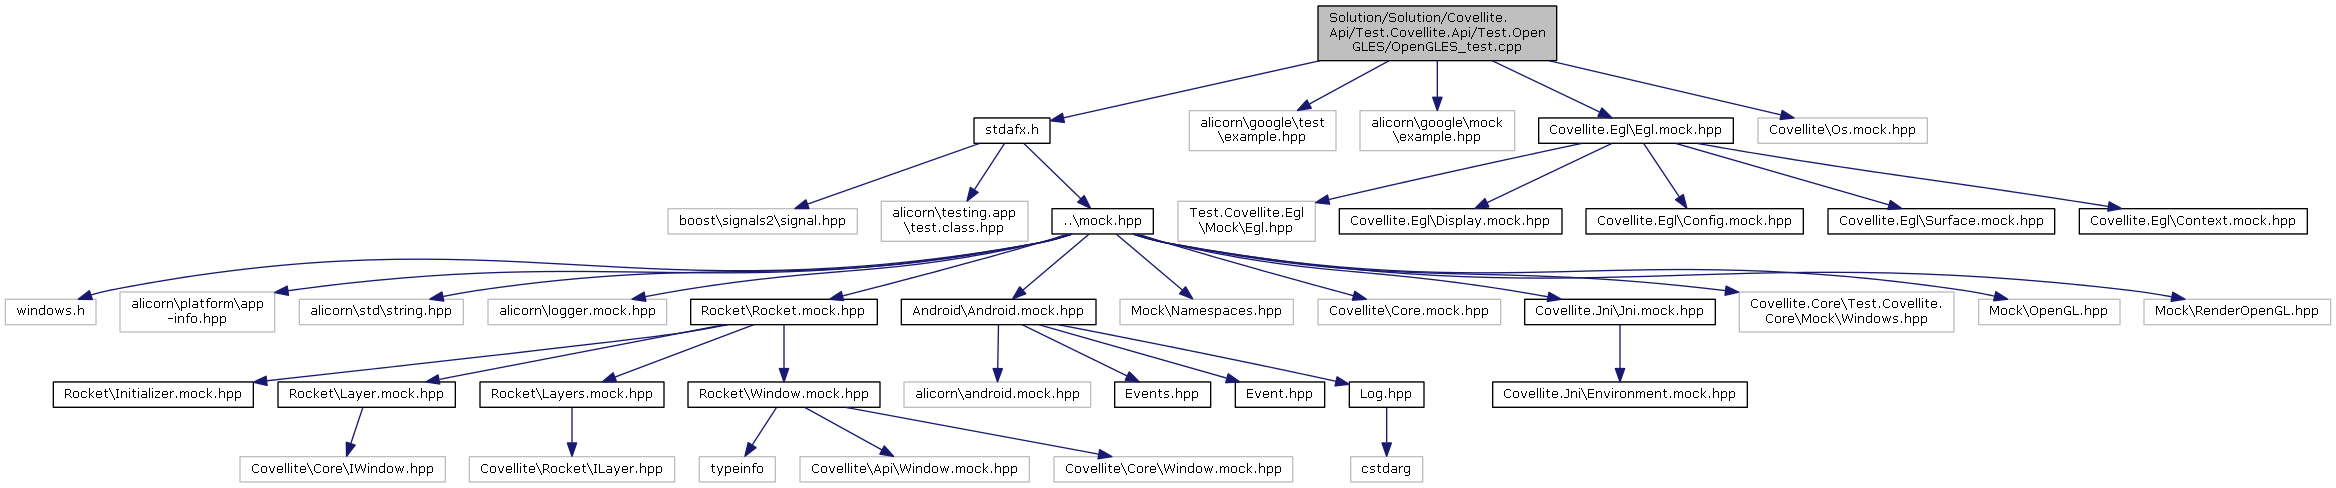 Solution/Solution/Covellite.
Api/Test.Covellite.Api/Test.Open
GLES/OpenGLES_test.cpp
stdafx.h
alicorn\google\test
\example.hpp
alicorn\google\mock
\example.hpp
Covellite.Egl\Egl.mock.hpp
Covellite\Os.mock.hpp
boost\signals2\signal.hpp
alicorn\testing.app
\test.class.hpp
..\mock.hpp
Test.Covellite.Egl
\Mock\Egl.hpp
Covellite.Egl\Display.mock.hpp
Covellite.Egl\Config.mock.hpp
Covellite.Egl\Surface.mock.hpp
Covellite.Egl\Context.mock.hpp
windows.h
alicorn\platform\app
-info.hpp
alicorn\std\string.hpp
alicorn\logger.mock.hpp
Rocket\Rocket.mock.hpp
Android\Android.mock.hpp
Mock\Namespaces.hpp
Covellite\Core.mock.hpp
Covellite.Jni\Jni.mock.hpp
Covellite.Core\Test.Covellite.
Core\Mock\Windows.hpp
Mock\OpenGL.hpp
Mock\RenderOpenGL.hpp
Rocket\Initializer.mock.hpp
Rocket\Layer.mock.hpp
Rocket\Layers.mock.hpp
Rocket\Window.mock.hpp
alicorn\android.mock.hpp
Events.hpp
Event.hpp
Log.hpp
Covellite.Jni\Environment.mock.hpp
Covellite\Core\IWindow.hpp
Covellite\Rocket\ILayer.hpp
typeinfo
Covellite\Api\Window.mock.hpp
Covellite\Core\Window.mock.hpp
cstdarg